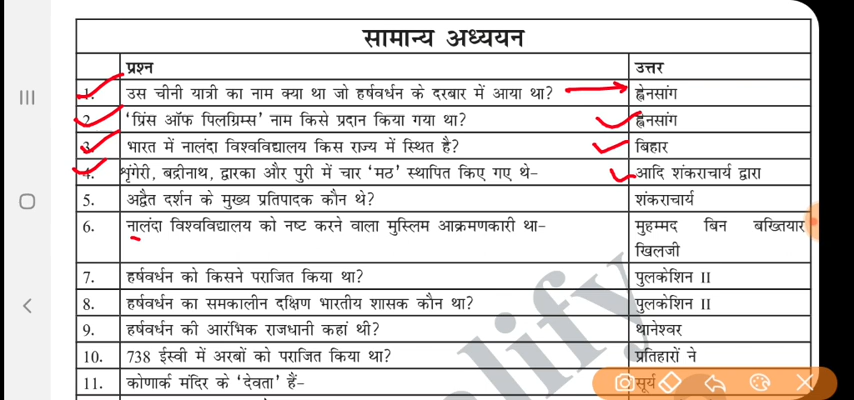 सामान्य अध्ययन
प्रश्न उत्तर
1. उस चीनी यात्री का नाम क्या था जो हर्षवर्धन के दरबार में आया था? ह्वेनसांग
2. ‘प्रिंस ऑफ पिलग्रिम्स’ नाम किसे प्रदान किया गया था? ह्वेनसांग
3. भारत में नालंदा विश्वविद्यालय किस राज्य में स्थित है? बिहार
4. शृंगेरी, बद्रीनाथ, द्वारका और पुरी में चार ‘मठ’ स्थापित किए गए थे- आदि शंकराचार्य द्वारा
5. अद्वैत दर्शन के मुख्य प्रतिपादक कौन थे? शंकराचार्य
6. नालंदा विश्वविद्यालय को नष्ट करने वाला मुस्लिम आक्रमणकारी था- मुहम्मद बिन बख्तियार
खिलजी
7. हर्षवर्धन को किसने पराजित किया था? पुलकेशिन II
8. हर्षवर्धन का समकालीन दक्षिण भारतीय शासक कौन था? पुलकेशिन II
9. हर्षवर्धन की आरंभिक राजधानी कहां थी? थानेश्वर
10. 738 ईस्वी में अरबों को पराजित किया था? प्रतिहारों ने
11. कोणार्क मंदिर के ‘देवता’ हैं- सूर्य